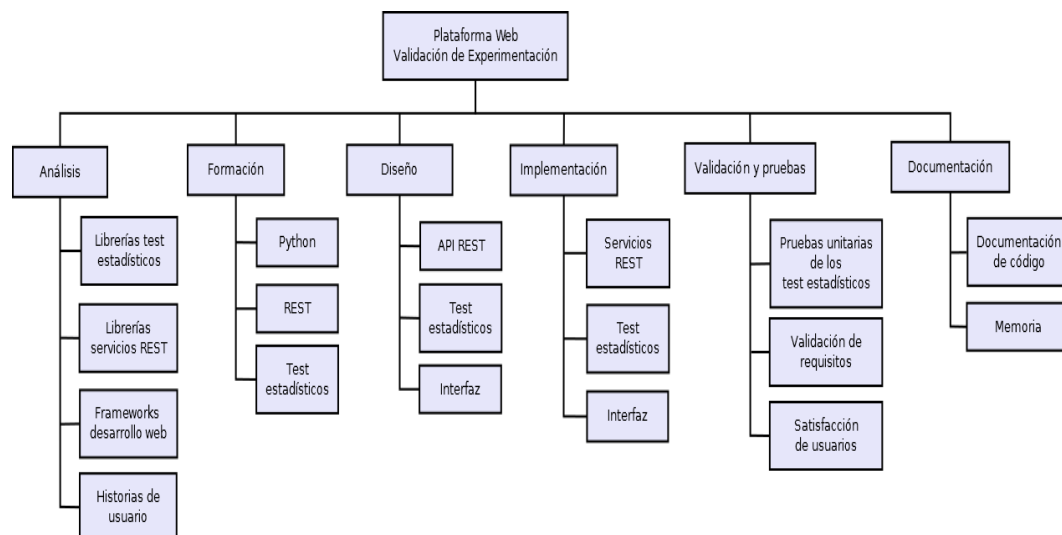 Plataforma Web
Validación de Experimentación
Análisis
Formación
Diseño
Implementación
Validación y pruebas
Documentación
Librerías test
estadísticos
Librerías
servicios REST
Frameworks
desarrollo web
Historias de
usuario
Python
REST
Test
estadísticos
API REST
Test
estadísticos
Interfaz
Servicios
REST
Test
estadísticos
Interfaz
Pruebas unitarias
de los
test estadísticos
Validación de
requisitos
Satisfacción
de usuarios
Documentación
de código
Memoria